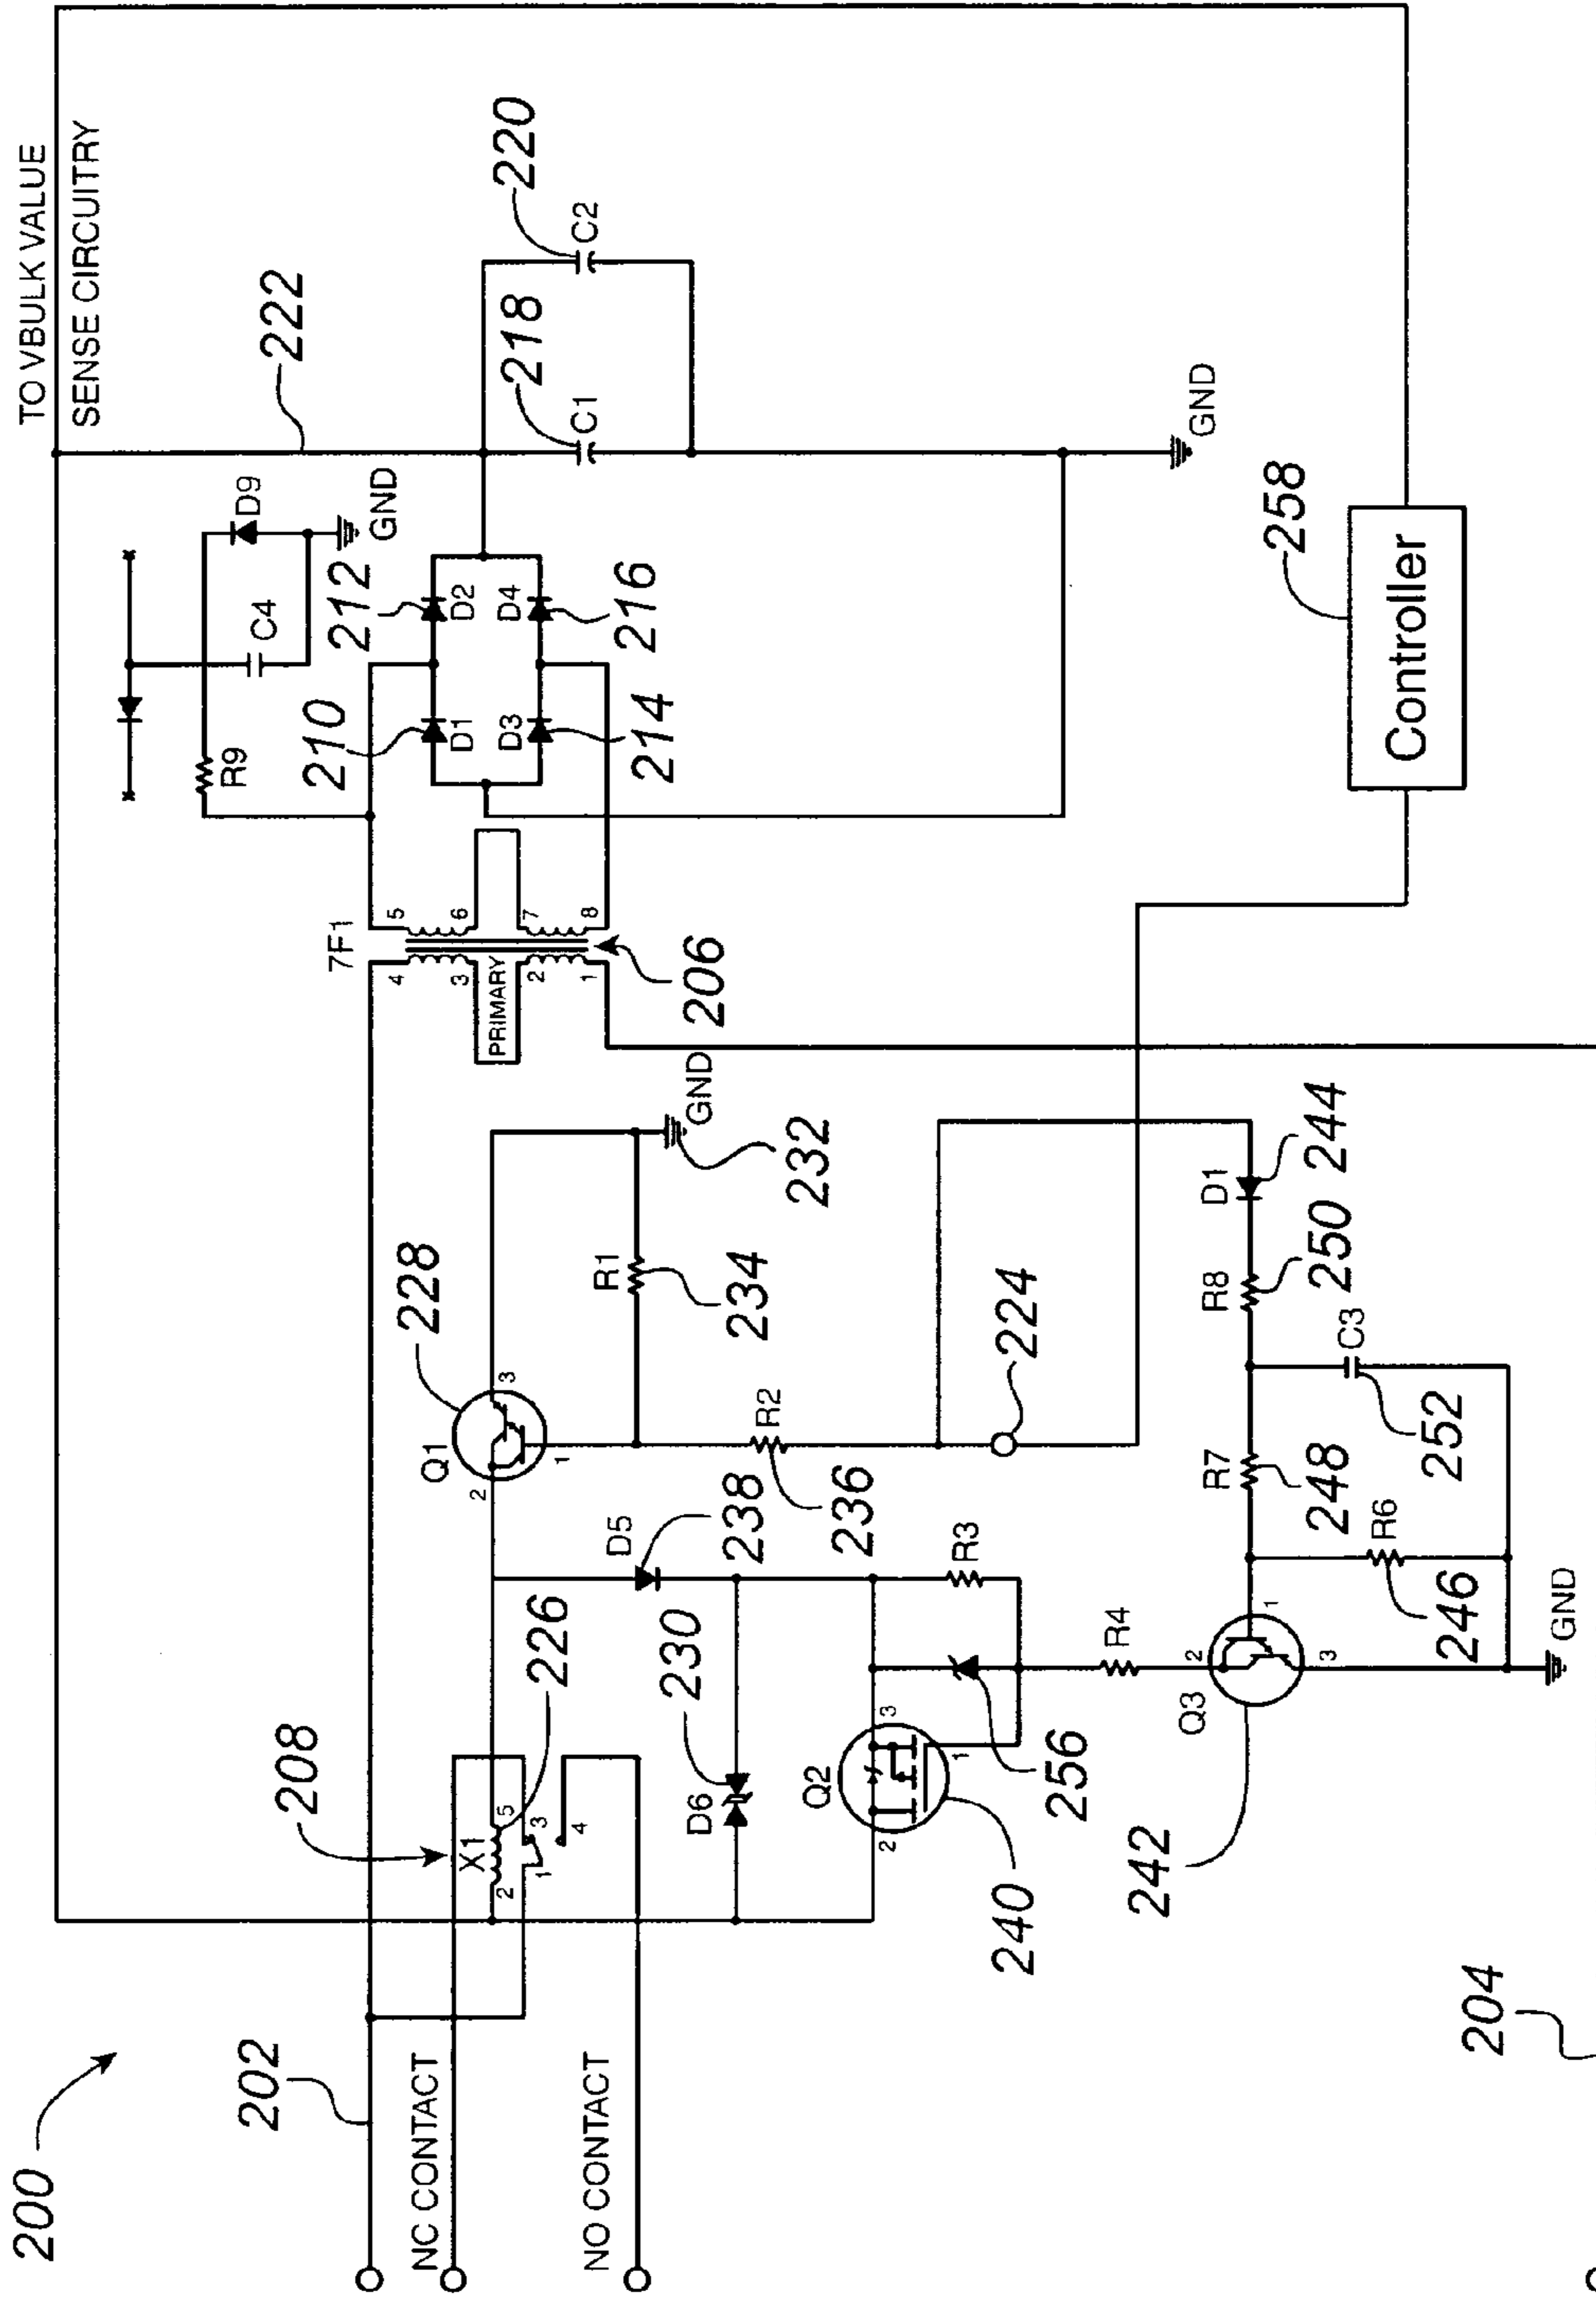 200
202
NC CONTACT
NO CONTACT
204
208
X1
2
5
226
1
3
4
D6
230
D5
238
Q2
2
3
1
240
256
R3
R4
Q3
2
1
3
242
R6
246
GND
R7
248
C3
252
R8
250
D1
244
224
R2
236
Q1
2
3
1
228
R1
234
GND
232
7F1
4
3
2
1
5
6
7
8
PRIMARY
206
R9
C4
D9
GND
210
D1
212
D2
D3
214
D4
216
222
TO VBULK VALUE
SENSE CIRCUITRY
C1
218
C2
220
GND
258
Controller